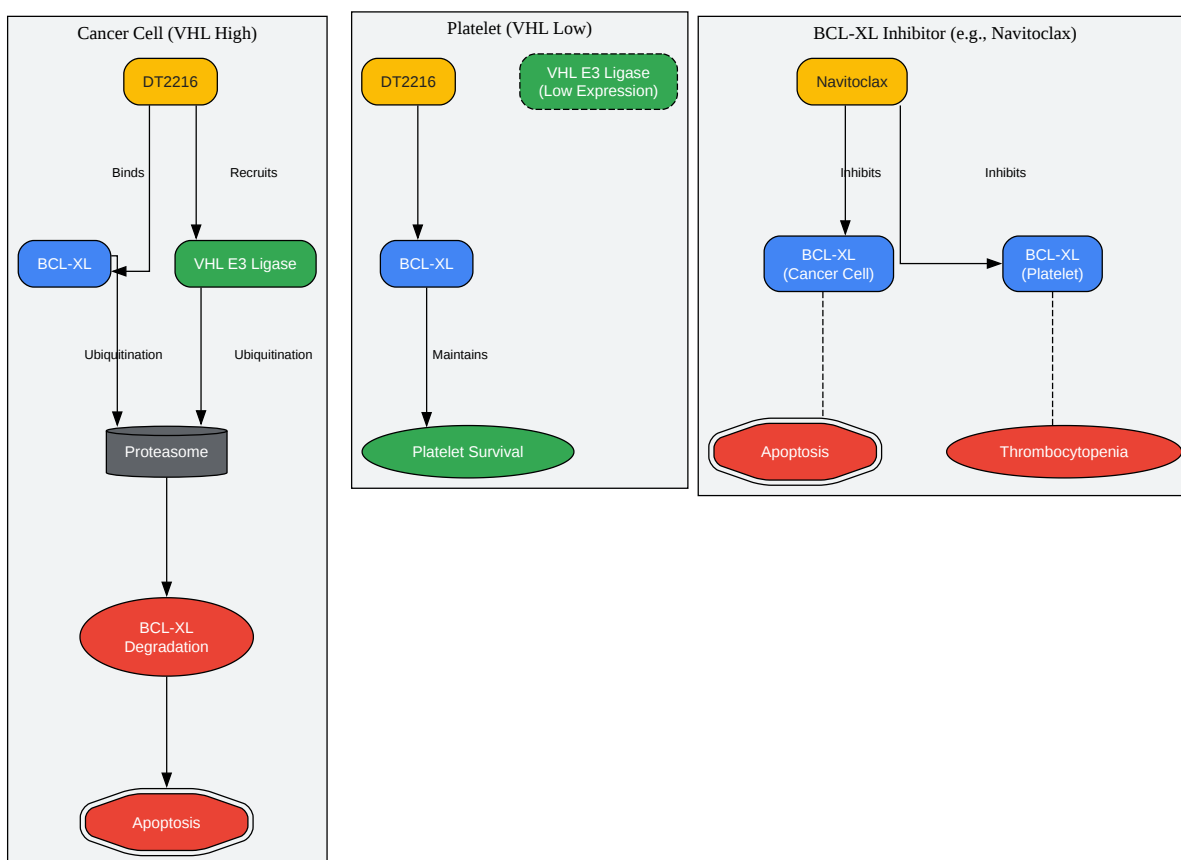 Cancer Cell (VHL High)
DT2216
Binds
Recruits
BCL-XL
VHL E3 Ligase
Ubiquitination
Ubiquitination
Proteasome
BCL-XL
Degradation
Apoptosis
Platelet (VHL Low)
DT2216
VHL E3 Ligase
(Low Expression)
BCL-XL
Maintains
Platelet Survival
BCL-XL Inhibitor (e.g., Navitoclax)
Navitoclax
Inhibits
Inhibits
BCL-XL
(Cancer Cell)
BCL-XL
(Platelet)
Apoptosis
Thrombocytopenia